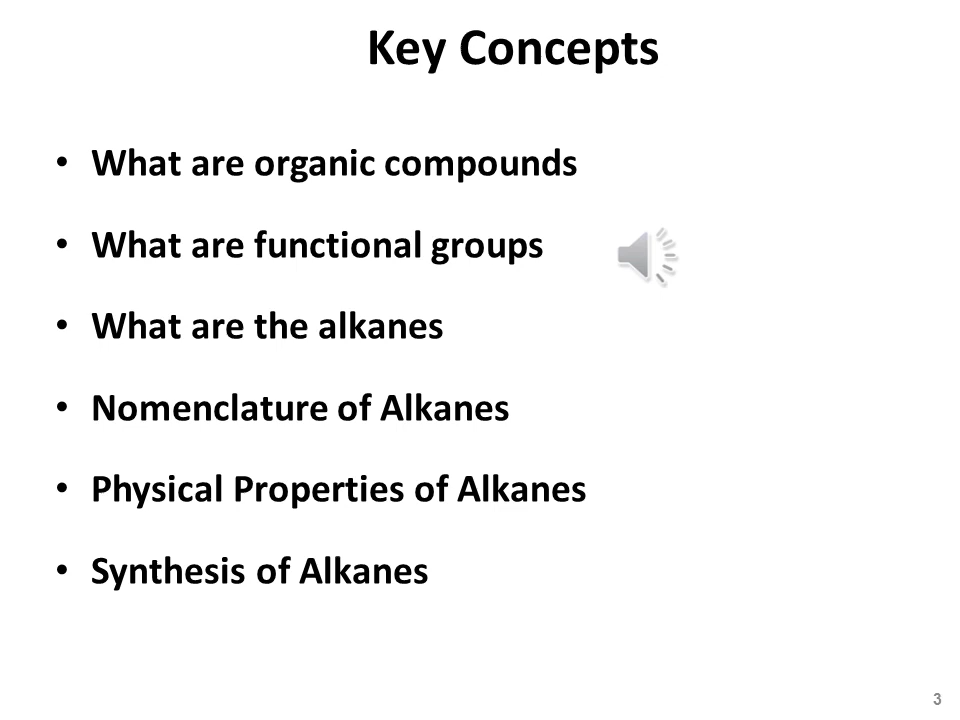 Key Concepts
• What are organic compounds
• What are functional groups
• What are the alkanes
• Nomenclature of Alkanes
• Physical Properties of Alkanes
• Synthesis of Alkanes
3